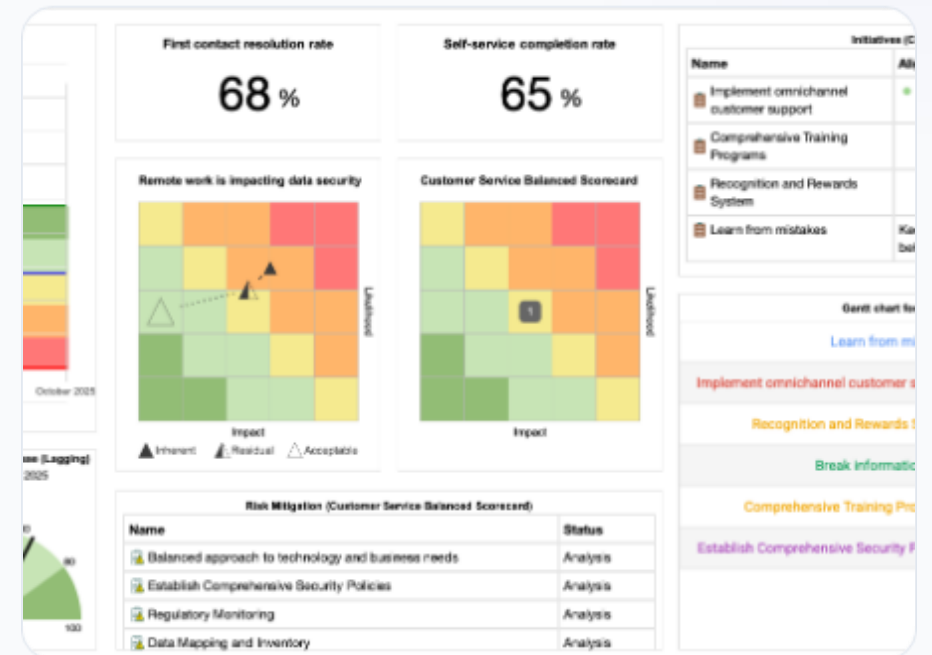 First contact resolution rate
68 %
Self-service completion rate
65 %
Initiatives (C
Name
Implement omnichannel
customer support
Comprehensive Training
Programs
Recognition and Rewards
System
Learn from mistakes
Remote work is impacting data security
Likelihood
Impact
Inherent Residual Acceptable
Customer Service Balanced Scorecard
1
Likelihood
Impact
October 2025
(Lagging)
2025
80
100
Gantt chart
Learn from
Implement omnichannel customer
Recognition and Rewards
Break
Comprehensive Training
Establish Comprehensive Security
Risk Mitigation (Customer Service Balanced Scorecard)
Name Status
Balanced approach to technology and business needs Analysis
Establish Comprehensive Security Policies Analysis
Regulatory Monitoring Analysis
Data Mapping and Inventory Analysis